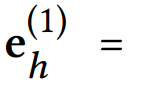 𝐞_h^{(1)} =